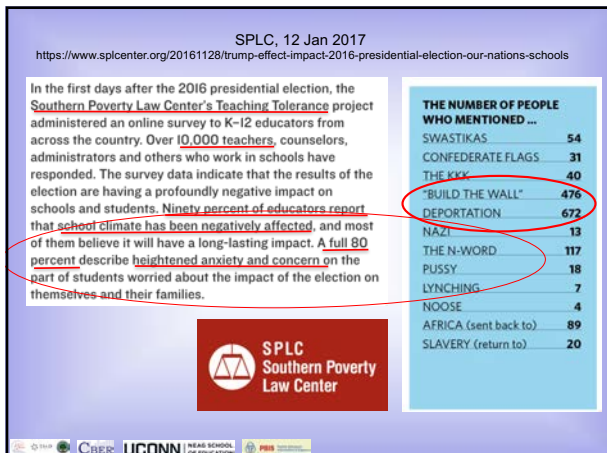 SPLC, 12 Jan 2017
https://www.splcenter.org/20161128/trump-effect-impact-2016-presidential-election-our-nations-schools
In the first days after the 2016 presidential election, the
Southern Poverty Law Center's Teaching Tolerance project
administered an online survey to K–12 educators from
across the country. Over 10,000 teachers, counselors,
administrators and others who work in schools have
responded. The survey data indicate that the results of the
election are having a profoundly negative impact on
schools and students. Ninety percent of educators report
that school climate has been negatively affected, and most
of them believe it will have a long-lasting impact. A full 80
percent describe heightened anxiety and concern on the
part of students worried about the impact of the election on
themselves and their families.
THE NUMBER OF PEOPLE
WHO MENTIONED ...
SWASTIKAS 54
CONFEDERATE FLAGS 31
THE KKK 40
"BUILD THE WALL" 476
DEPORTATION 672
NAZI 13
THE N-WORD 117
PUSSY 18
LYNCHING 7
NOOSE 4
AFRICA (sent back to) 89
SLAVERY (return to) 20
SPLC
Southern Poverty
Law Center
CBER UCONN NEAG SCHOOL PBIS
OF EDUCATION